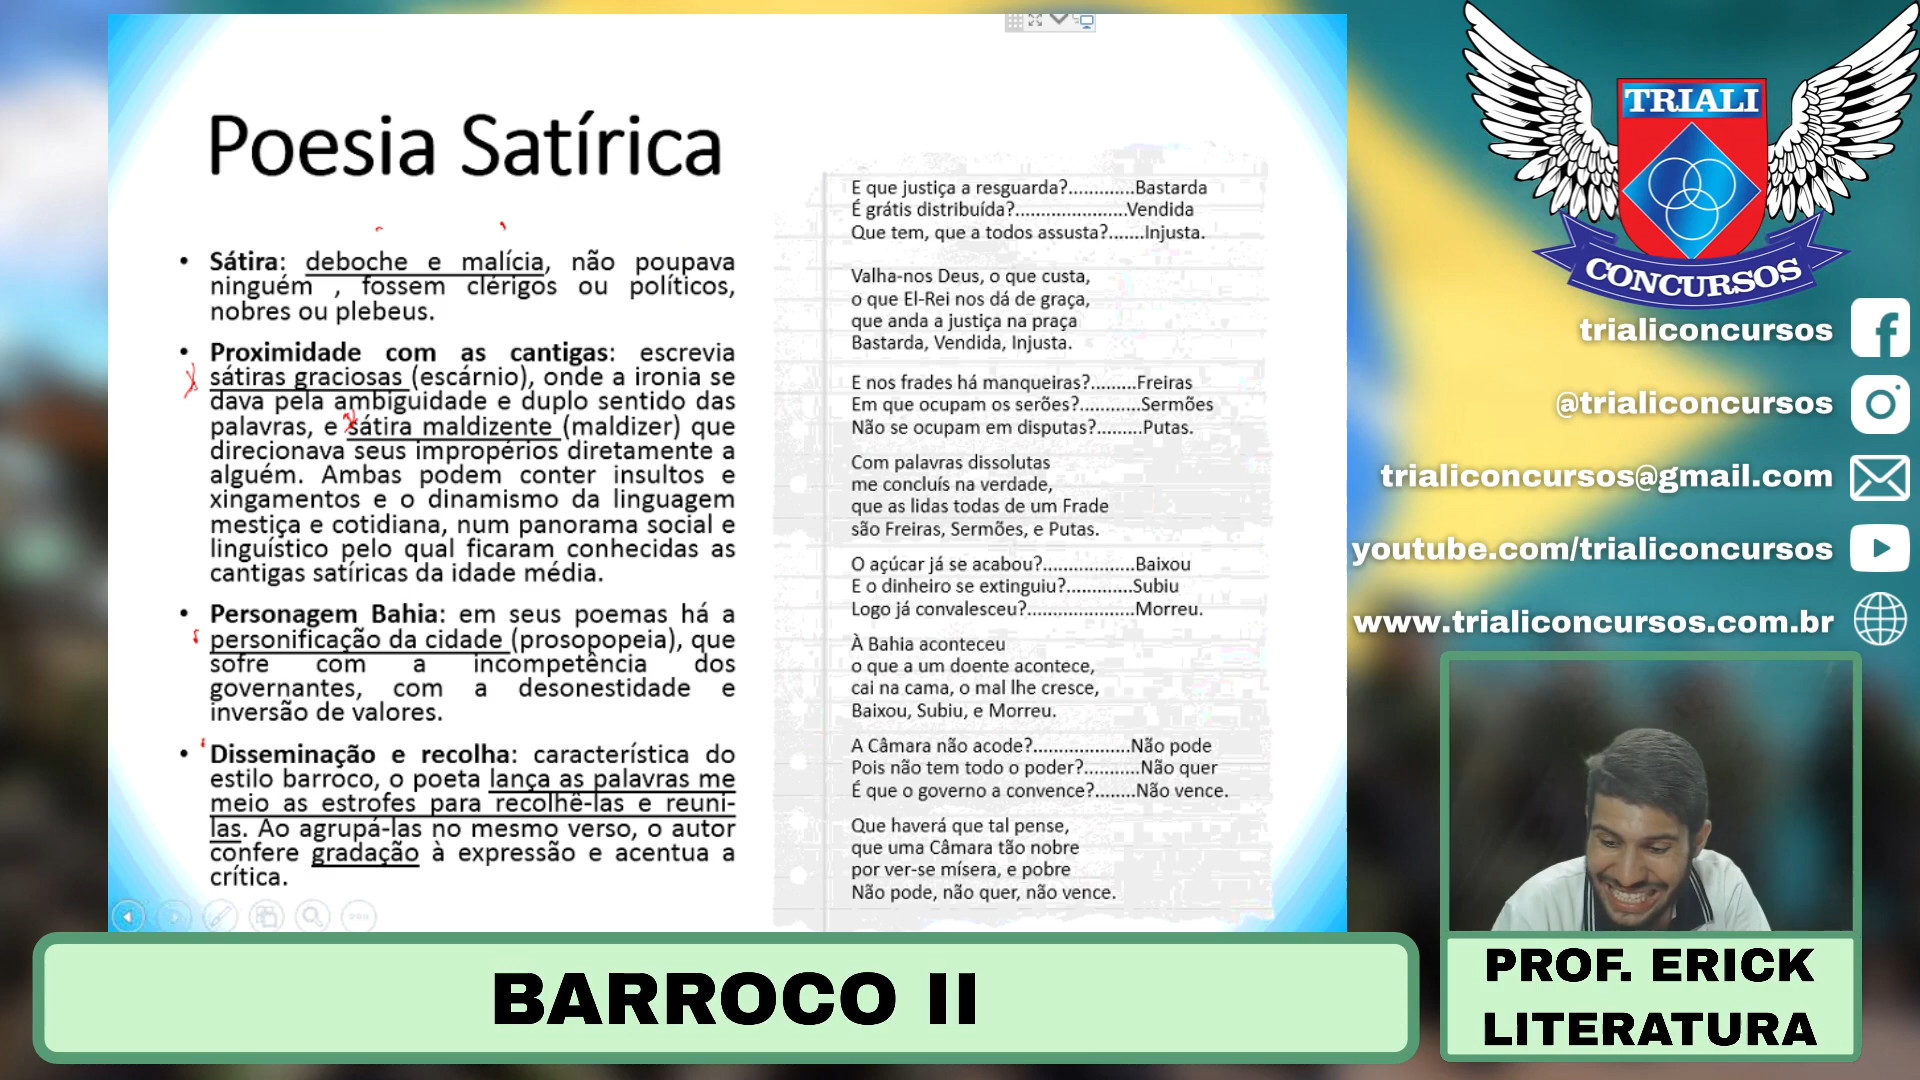 Poesia Satírica
• Sátira: deboche e malícia, não poupava
ninguém , fossem clérigos ou políticos,
nobres ou plebeus.
• Proximidade com as cantigas: escrevia
sátiras graciosas (escárnio), onde a ironia se
dava pela ambiguidade e duplo sentido das
palavras, e sátira maldizente (maldizer) que
direcionava seus impropérios diretamente a
alguém. Ambas podem conter insultos e
xingamentos e o dinamismo da linguagem
mestiça e cotidiana, num panorama social e
linguístico pelo qual ficaram conhecidas as
cantigas satíricas da idade média.
• Personagem Bahia: em seus poemas há a
personificação da cidade (prosopopeia), que
sofre com a incompetência dos
governantes, com a desonestidade e
inversão de valores.
• Disseminação e recolha: característica do
estilo barroco, o poeta lança as palavras me
meio as estrofes para recolhê-las e reuni-
las. Ao agrupá-las no mesmo verso, o autor
confere gradação à expressão e acentua a
crítica.
E que justiça a resguarda?............Bastarda
É grátis distribuída?......................Vendida
Que tem, que a todos assusta?.......Injusta.
Valha-nos Deus, o que custa,
o que El-Rei nos dá de graça,
que anda a justiça na praça
Bastarda, Vendida, Injusta.
E nos frades há manqueiras?.........Freiras
Em que ocupam os serões?............Sermões
Não se ocupam em disputas?.........Putas.
Com palavras dissolutas
me concluís na verdade,
que as lidas todas de um Frade
são Freiras, Sermões, e Putas.
O açúcar já se acabou?..................Baixou
E o dinheiro se extinguiu?.............Subiu
Logo já convalesceu?.....................Morreu.
À Bahia aconteceu
o que a um doente acontece,
cai na cama, o mal lhe cresce,
Baixou, Subiu, e Morreu.
A Câmara não acode?...................Não pode
Pois não tem todo o poder?...........Não quer
É que o governo a convence?........Não vence.
Que haverá que tal pense,
que uma Câmara tão nobre
por ver-se mísera, e pobre
Não pode, não quer, não vence.
TRIALI
CONCURSOS
trialiconcursos
@trialiconcursos
trialiconcursos@gmail.com
youtube.com/trialiconcursos
www.trialiconcursos.com.br
BARROCO II
PROF. ERICK
LITERATURA